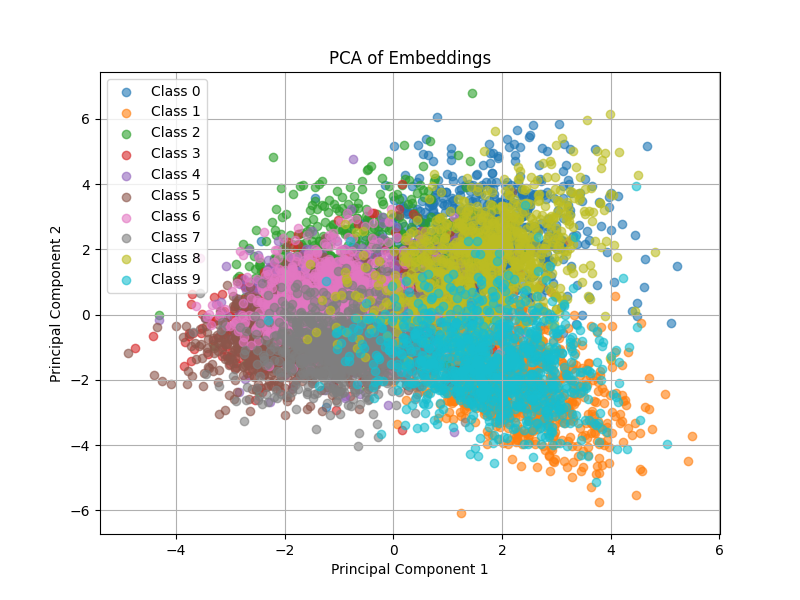 PCA of Embeddings
Class 0
Class 1
Class 2
Class 3
Class 4
Class 5
Class 6
Class 7
Class 8
Class 9
6
4
2
0
−2
−4
−6
Principal Component 2
−4 −2 0 2 4 6
Principal Component 1